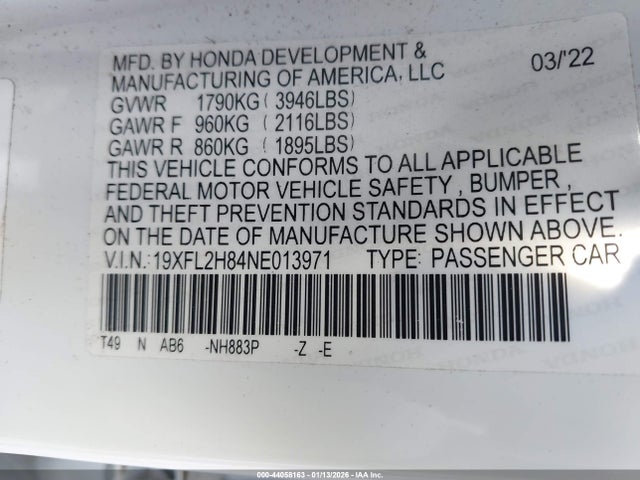 MFD. BY HONDA DEVELOPMENT &
MANUFACTURING OF AMERICA, LLC 03/'22
GVWR 1790KG ( 3946LBS)
GAWR F 960KG ( 2116LBS)
GAWR R 860KG ( 1895LBS)
THIS VEHICLE CONFORMS TO ALL APPLICABLE
FEDERAL MOTOR VEHICLE SAFETY , BUMPER ,
AND THEFT PREVENTION STANDARDS IN EFFECT
ON THE DATE OF MANUFACTURE SHOWN ABOVE.
V.I.N.: 19XFL2H84NE013971 TYPE: PASSENGER CAR
T49 N AB6 -NH883P -Z -E
000-44058163 - 01/13/2026 - IAA Inc.